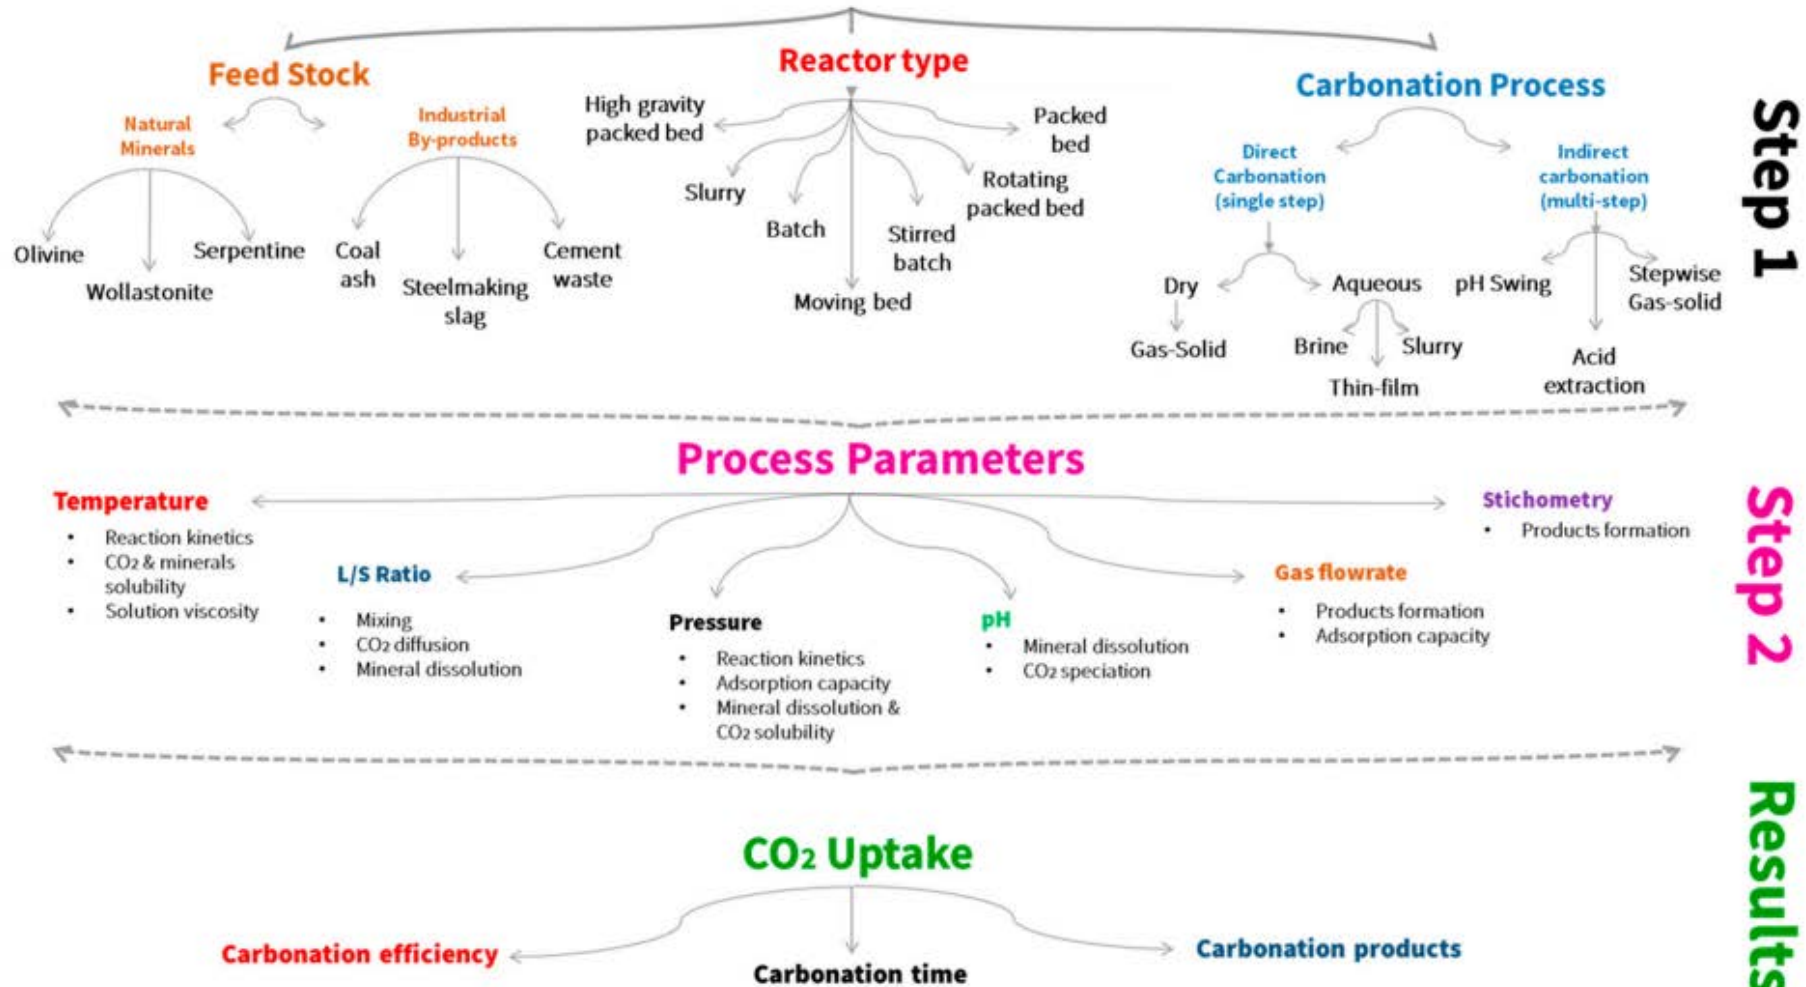 Feed Stock
Natural
Minerals
Olivine
Wollastonite
Serpentine
Industrial
By-products
Coal
ash
Steelmaking
slag
Cement
waste
Reactor type
High gravity
packed bed
Slurry
Batch
Moving bed
Stirred
batch
Rotating
packed bed
Packed
bed
Carbonation Process
Direct
Carbonation
(single step)
Dry
Gas-Solid
Aqueous
Brine
Thin-film
Slurry
Indirect
carbonation
(multi-step)
pH Swing
Acid
extraction
Stepwise
Gas-solid
Step 1
Process Parameters
Temperature
• Reaction kinetics
• CO2 & minerals
solubility
• Solution viscosity
L/S Ratio
• Mixing
• CO2 diffusion
• Mineral dissolution
Pressure
• Reaction kinetics
• Adsorption capacity
• Mineral dissolution &
CO2 solubility
pH
• Mineral dissolution
• CO2 speciation
Gas flowrate
• Products formation
• Adsorption capacity
Stichometry
• Products formation
Step 2
CO2 Uptake
Carbonation efficiency
Carbonation time
Carbonation products
Results